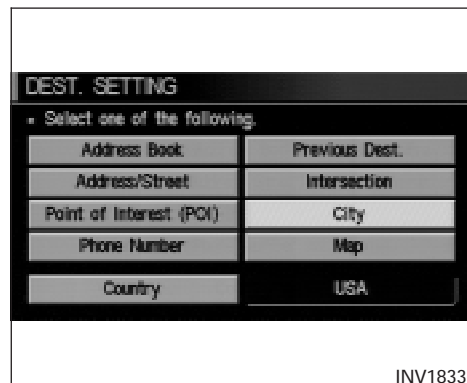 DEST. SETTING
▪ Select one of the following.
Address Book Previous Dest.
Address/Street Intersection
Point of Interest (POI) City
Phone Number Map
Country USA
INV1833